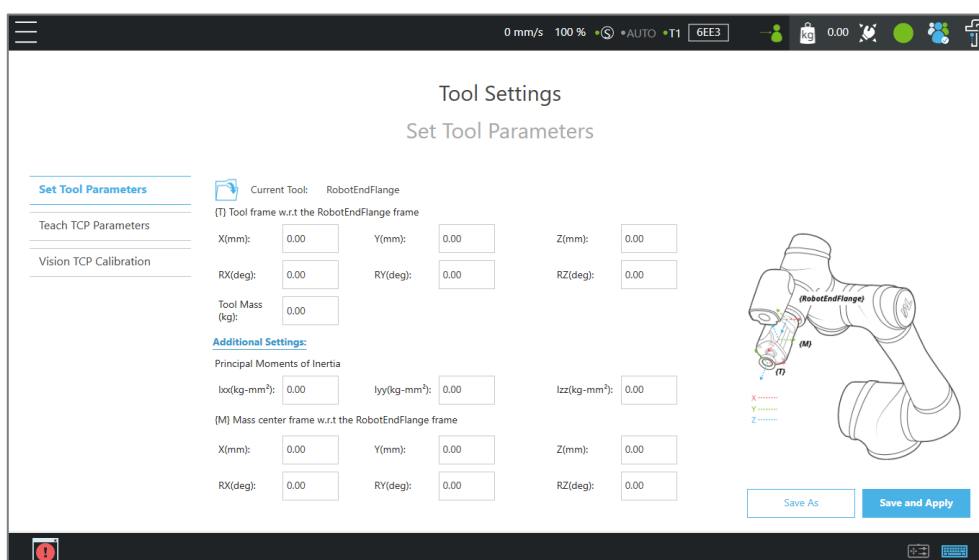 0 mm/s 100 % •Ⓢ •AUTO •T1 6EE3 kg 0.00
Tool Settings
Set Tool Parameters
Set Tool Parameters
Teach TCP Parameters
Vision TCP Calibration
Current Tool: RobotEndFlange
{T} Tool frame w.r.t the RobotEndFlange frame
X(mm): 0.00 Y(mm): 0.00 Z(mm): 0.00
RX(deg): 0.00 RY(deg): 0.00 RZ(deg): 0.00
Tool Mass
(kg): 0.00
Additional Settings:
Principal Moments of Inertia
Ixx(kg-mm²): 0.00 Iyy(kg-mm²): 0.00 Izz(kg-mm²): 0.00
{M} Mass center frame w.r.t the RobotEndFlange frame
X(mm): 0.00 Y(mm): 0.00 Z(mm): 0.00
RX(deg): 0.00 RY(deg): 0.00 RZ(deg): 0.00
{RobotEndFlange}
{M}
{T}
X
Y
Z
Save As Save and Apply